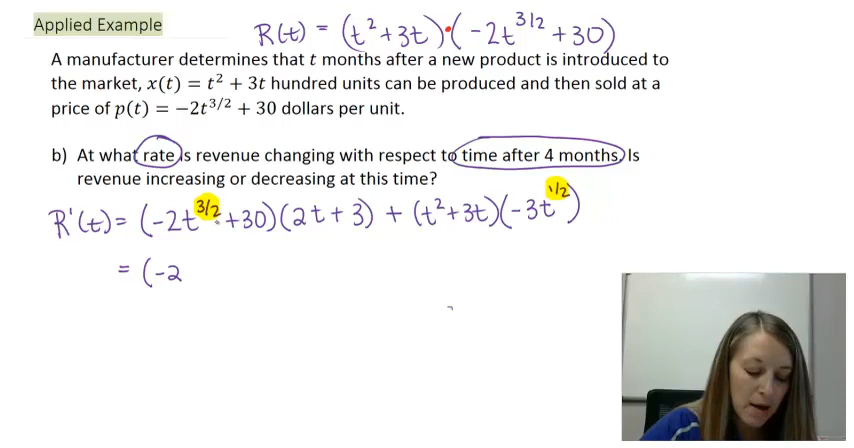 Applied Example
R(t) = (t² + 3t)·(-2t^3/2 + 30)
A manufacturer determines that t months after a new product is introduced to
the market, x(t) = t² + 3t hundred units can be produced and then sold at a
price of p(t) = −2t^3/2 + 30 dollars per unit.
b) At what rate is revenue changing with respect to time after 4 months. Is
revenue increasing or decreasing at this time?
R'(t) = (-2t^3/2 + 30)(2t + 3) + (t² + 3t)(-3t^1/2)
= (-2